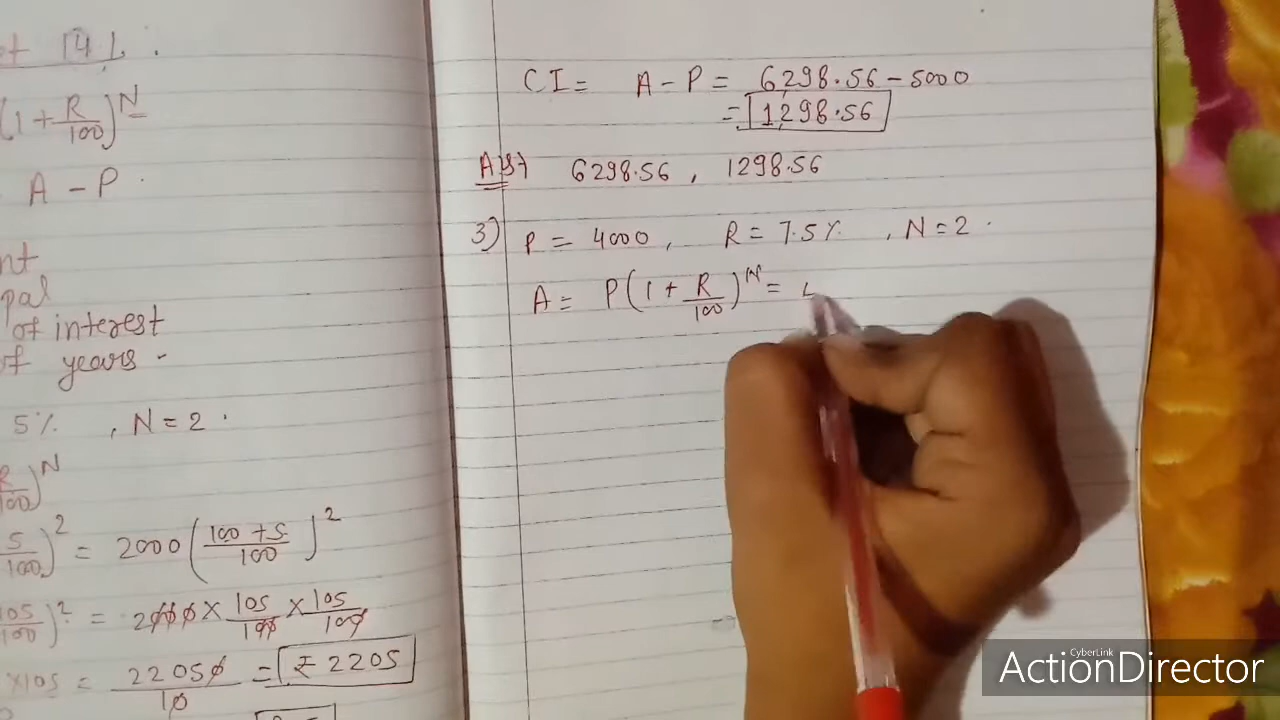 (1+R/100)^N
A - P.
of interest
of years -
5%, N = 2.
R/100)^N
5/100)^2 = 2000(100+5/100)^2
105/100)^2 = 2000 × 105/100 × 105/100
×105 = 22050/10 = ₹2205
CI = A - P = 6298.56 - 5000
= 1298.56
6298.56, 1298.56
3) P = 4000, R = 7.5%, N = 2.
A = P(1+R/100)^N =
CyberLink
ActionDirector